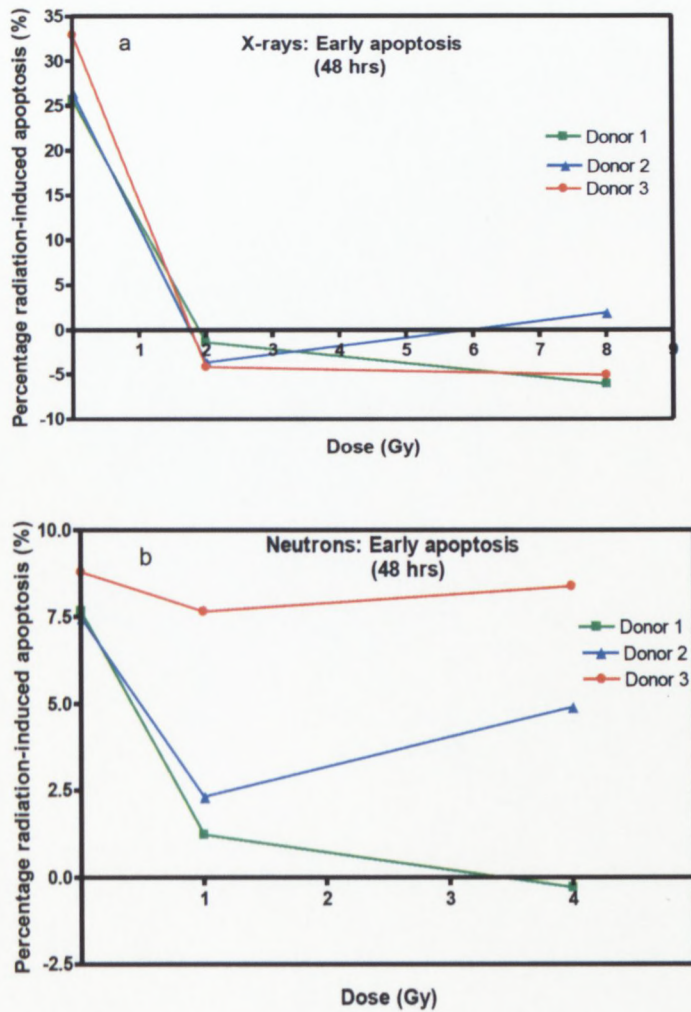 a
X-rays: Early apoptosis
(48 hrs)
Percentage radiation-induced apoptosis (%)
35
30
25
20
15
10
5
0
-5
-10
1
2
3
4
5
6
7
8
9
Donor 1
Donor 2
Donor 3
Dose (Gy)
b
Neutrons: Early apoptosis
(48 hrs)
Percentage radiation-induced apoptosis (%)
10.0
7.5
5.0
2.5
0.0
-2.5
1
2
3
4
Donor 1
Donor 2
Donor 3
Dose (Gy)